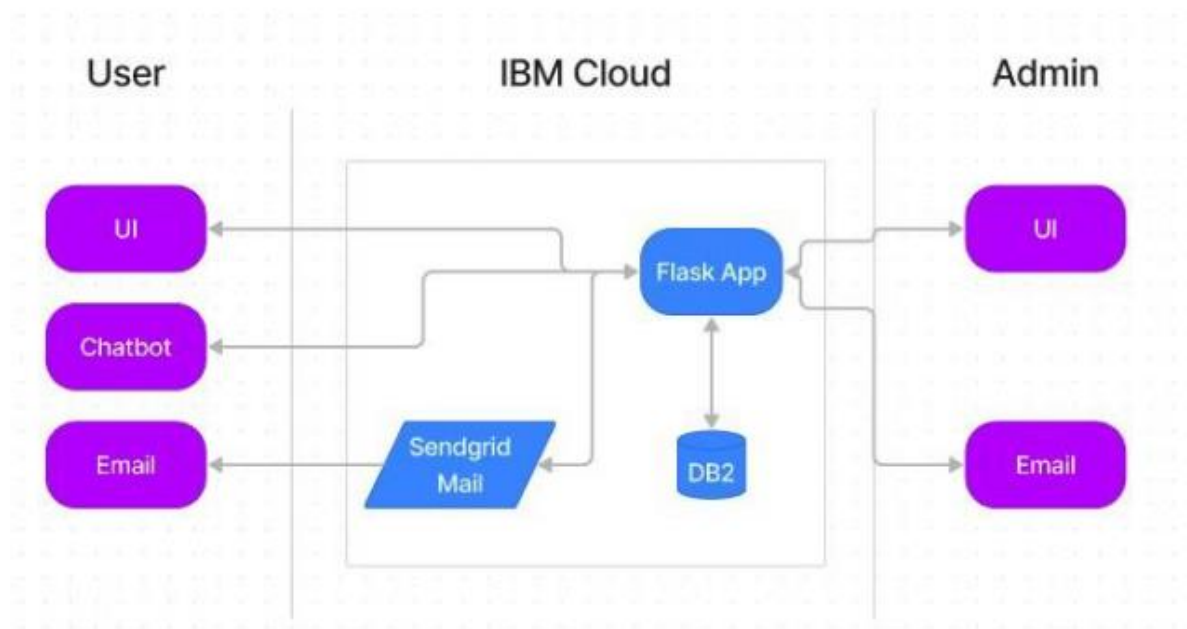 User
IBM Cloud
Admin
UI
Flask App
UI
Chatbot
Email
Sendgrid
Mail
DB2
Email